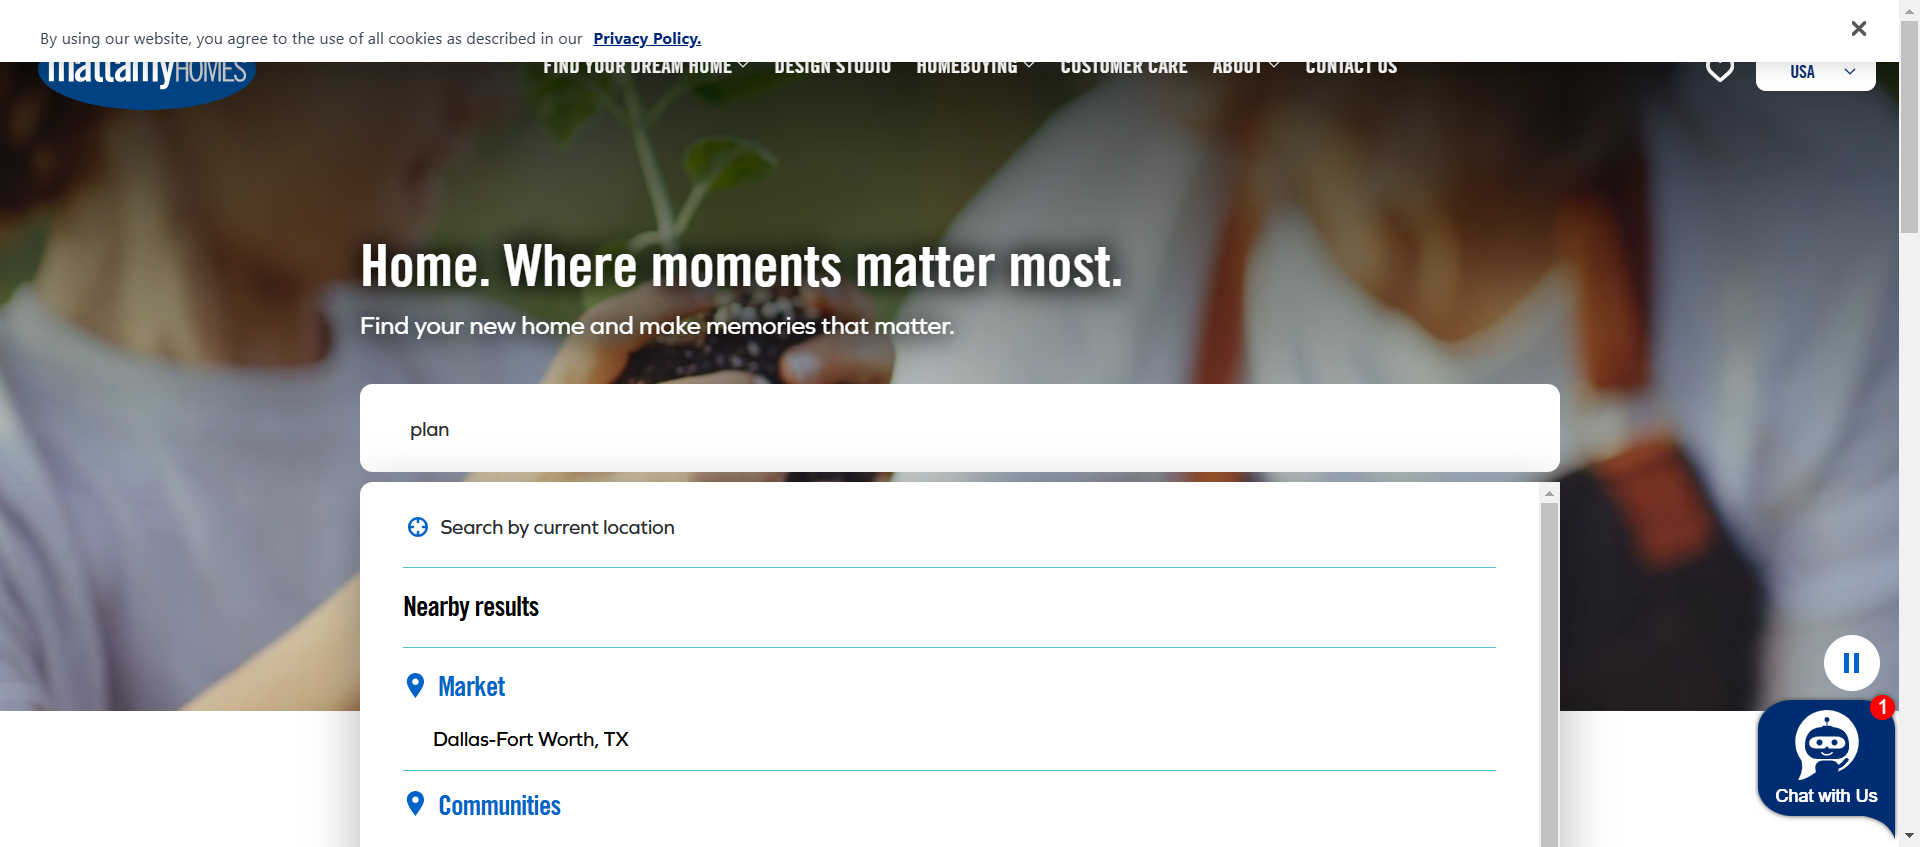 By using our website, you agree to the use of all cookies as described in our Privacy Policy.
mattamyHOMES
FIND YOUR DREAM HOME DESIGN STUDIO HOMEBUYING CUSTOMER CARE ABOUT CONTACT US
USA
Home. Where moments matter most.
Find your new home and make memories that matter.
plan
Search by current location
Nearby results
Market
Dallas-Fort Worth, TX
Communities
1
Chat with Us